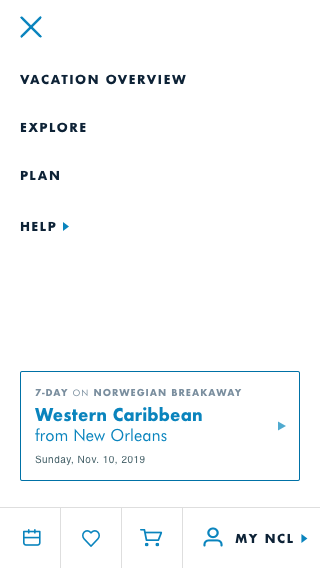 VACATION OVERVIEW
EXPLORE
PLAN
HELP
7-DAY ON NORWEGIAN BREAKAWAY
Western Caribbean
from New Orleans
Sunday, Nov. 10, 2019
MY NCL